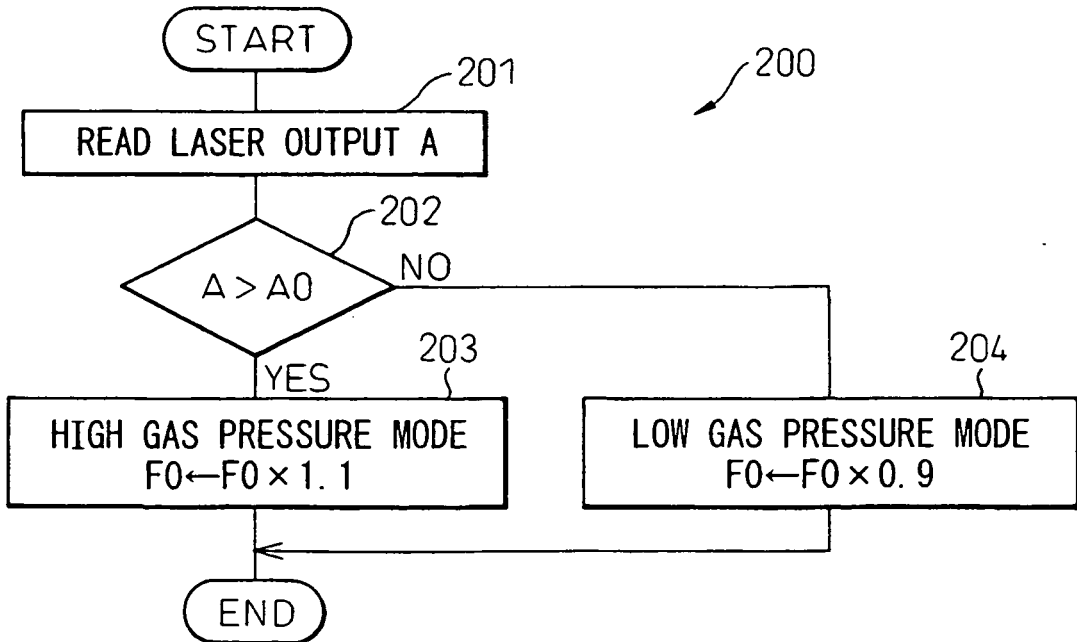 START
200
201
READ LASER OUTPUT A
202
A > A0
NO
YES
203
HIGH GAS PRESSURE MODE
F0←F0×1.1
204
LOW GAS PRESSURE MODE
F0←F0×0.9
END